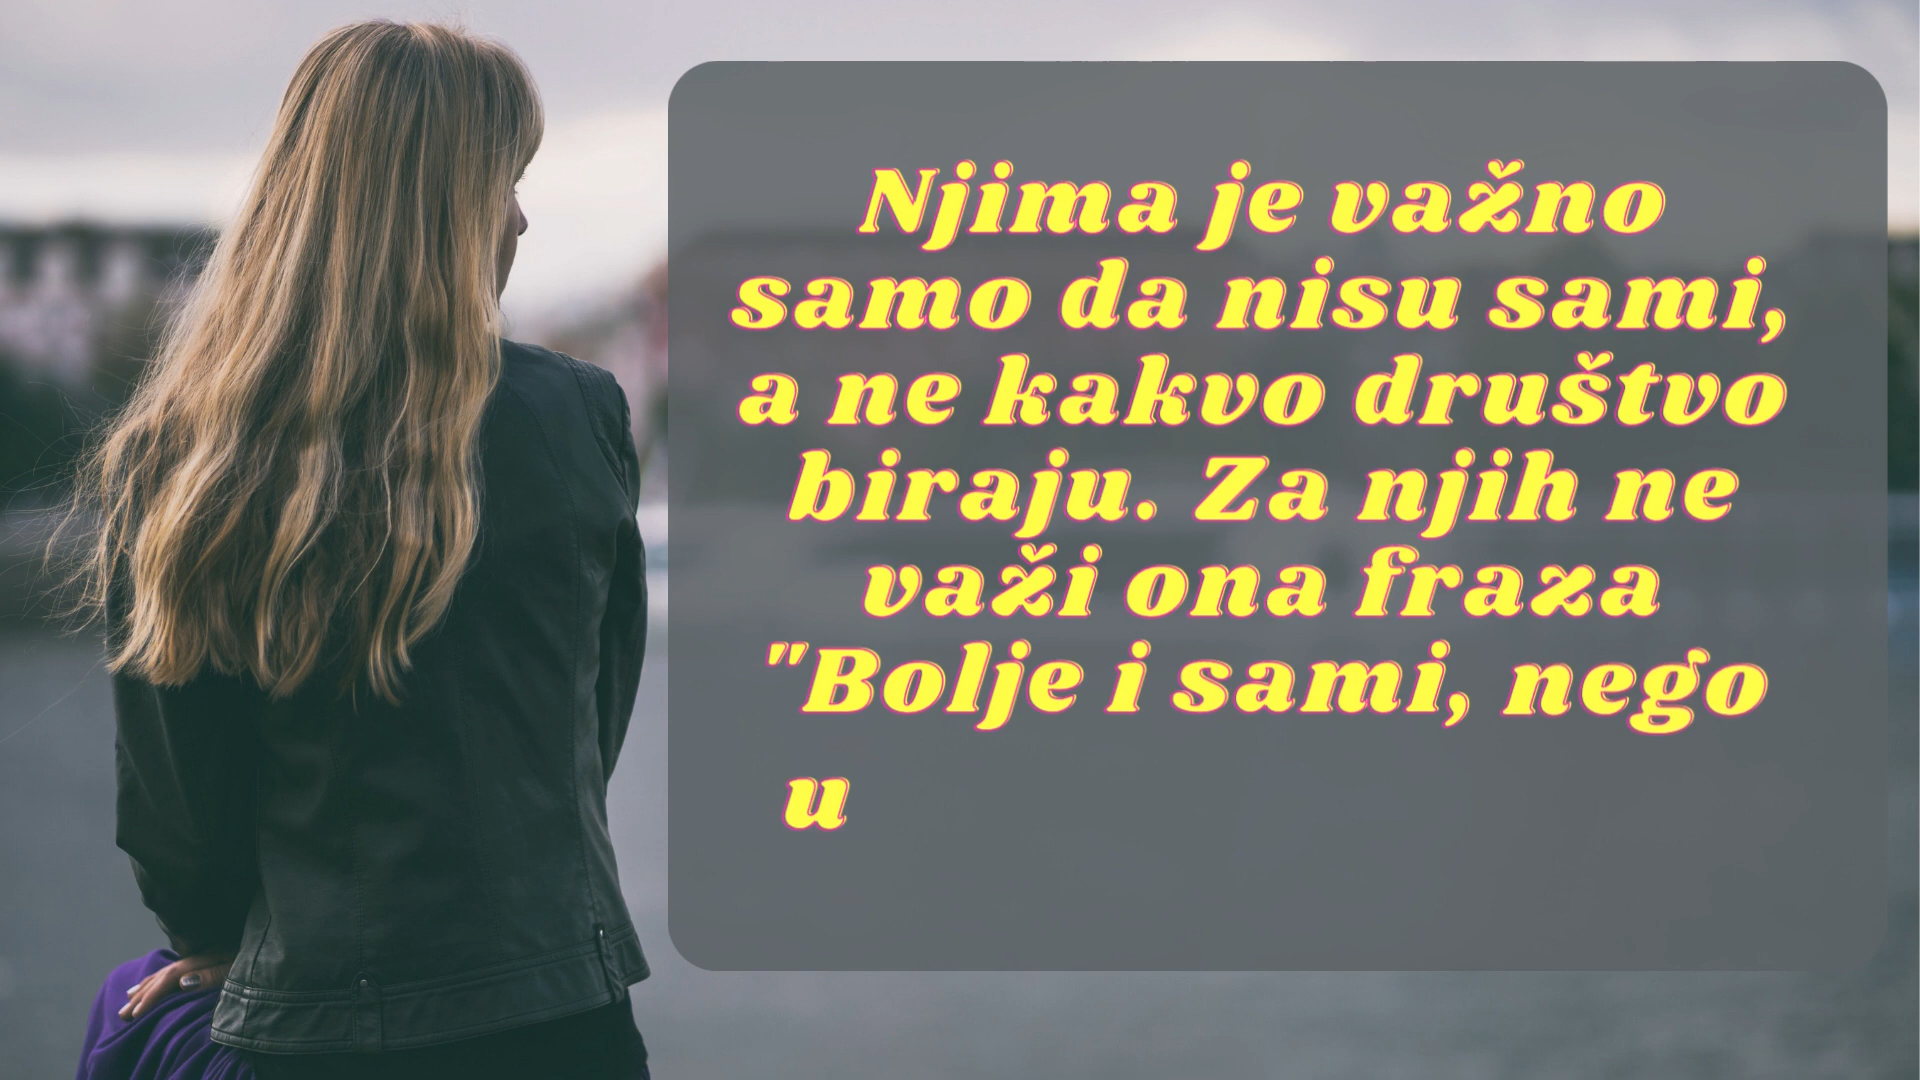 Njima je važno
samo da nisu sami,
a ne kakvo društvo
biraju. Za njih ne
važi ona fraza
"Bolje i sami, nego
u